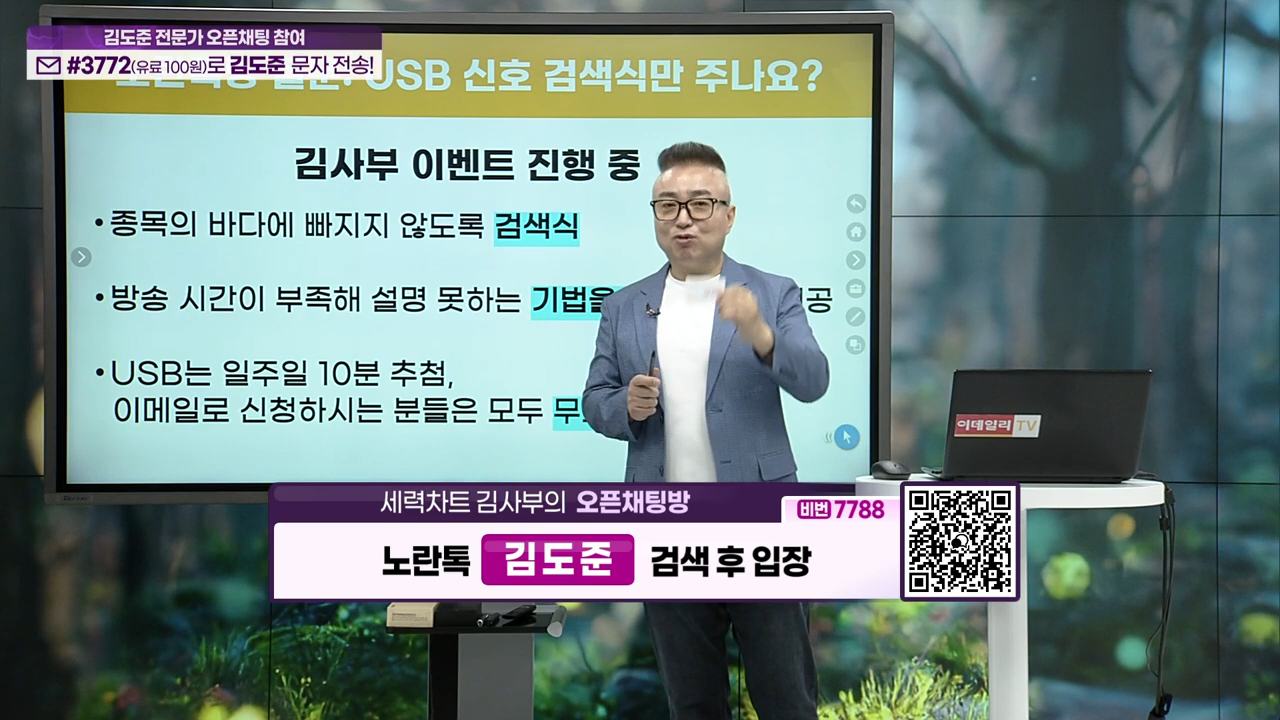 김도준 전문가 오픈채팅 참여
#3772(유료 100원)로 김도준 문자 전송!
USB 신호 검색식만 주나요?
김사부 이벤트 진행 중
• 종목의 바다에 빠지지 않도록 검색식
• 방송 시간이 부족해 설명 못하는 기법을
• USB는 일주일 10분 추첨,
이메일로 신청하시는 분들은 모두
이데일리TV
세력차트 김사부의 오픈채팅방
비번 7788
노란톡 김도준 검색 후 입장